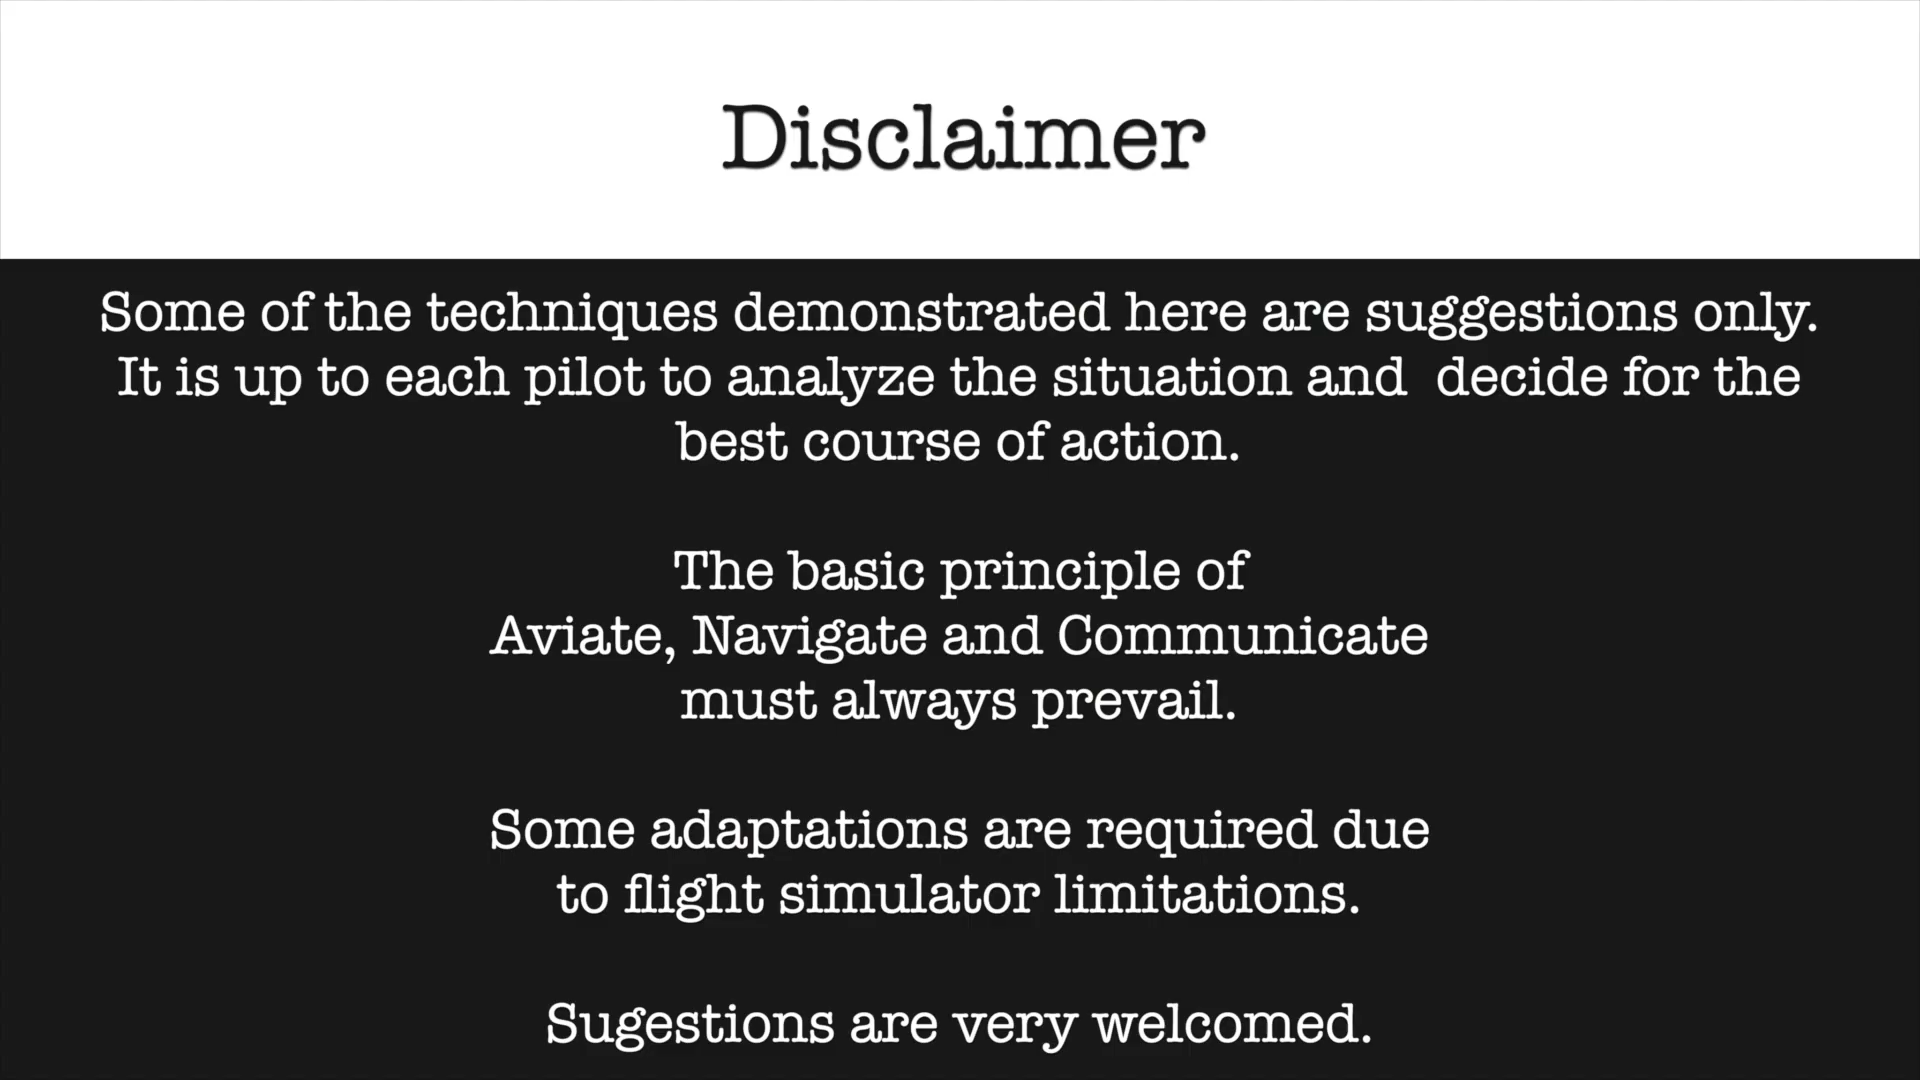 Disclaimer
Some of the techniques demonstrated here are suggestions only.
It is up to each pilot to analyze the situation and  decide for the
best course of action.
The basic principle of
Aviate, Navigate and Communicate
must always prevail.
Some adaptations are required due
to flight simulator limitations.
Sugestions are very welcomed.